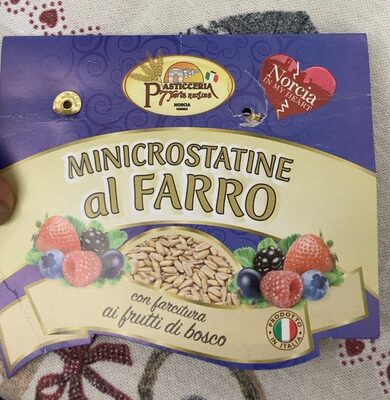 PASTICCERIA
NORCIA
Norcia
IN MY HEART
MINICROSTATINE
al FARRO
con farcitura
ai frutti di bosco
PRODOTTO
IN ITALIA